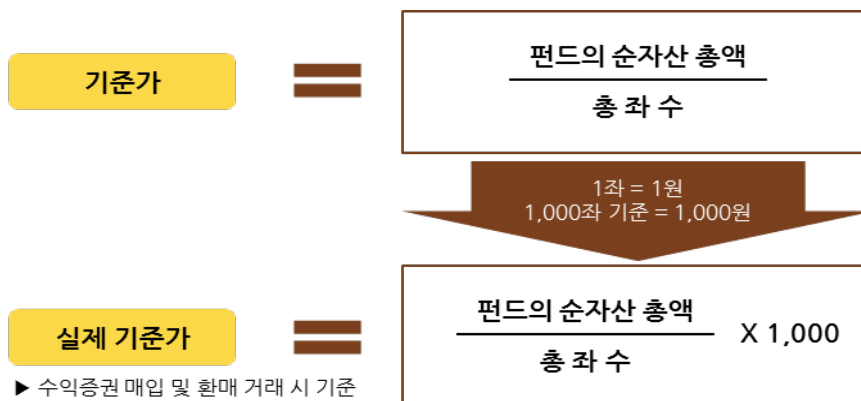 기준가
펀드의 순자산 총액
총 좌 수
1좌 = 1원
1,000좌 기준 = 1,000원
실제 기준가
펀드의 순자산 총액
총 좌 수
X 1,000
▶ 수익증권 매입 및 환매 거래 시 기준